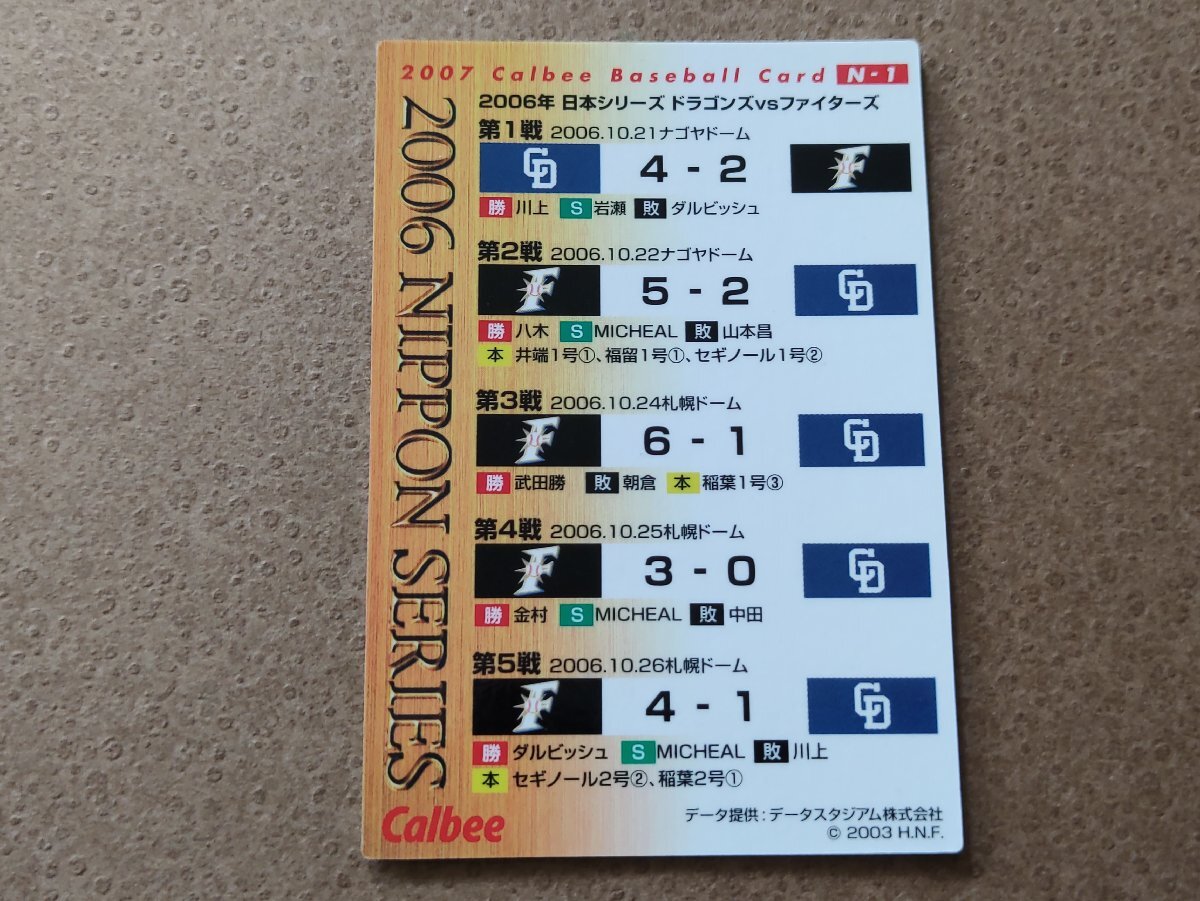 2007 Calbee Baseball Card N-1
2006 NIPPON SERIES
2006年 日本シリーズ ドラゴンズvsファイターズ
第1戦 2006.10.21ナゴヤドーム
CD 4 - 2 F
勝 川上 S 岩瀬 敗 ダルビッシュ
第2戦 2006.10.22ナゴヤドーム
F 5 - 2 CD
勝 八木 S MICHEAL 敗 山本昌
本 井端1号①、福留1号①、セギノール1号②
第3戦 2006.10.24札幌ドーム
F 6 - 1 CD
勝 武田勝 敗 朝倉 本 稲葉1号③
第4戦 2006.10.25札幌ドーム
F 3 - 0 CD
勝 金村 S MICHEAL 敗 中田
第5戦 2006.10.26札幌ドーム
F 4 - 1 CD
勝 ダルビッシュ S MICHEAL 敗 川上
本 セギノール2号②、稲葉2号①
Calbee
データ提供：データスタジアム株式会社
© 2003 H.N.F.